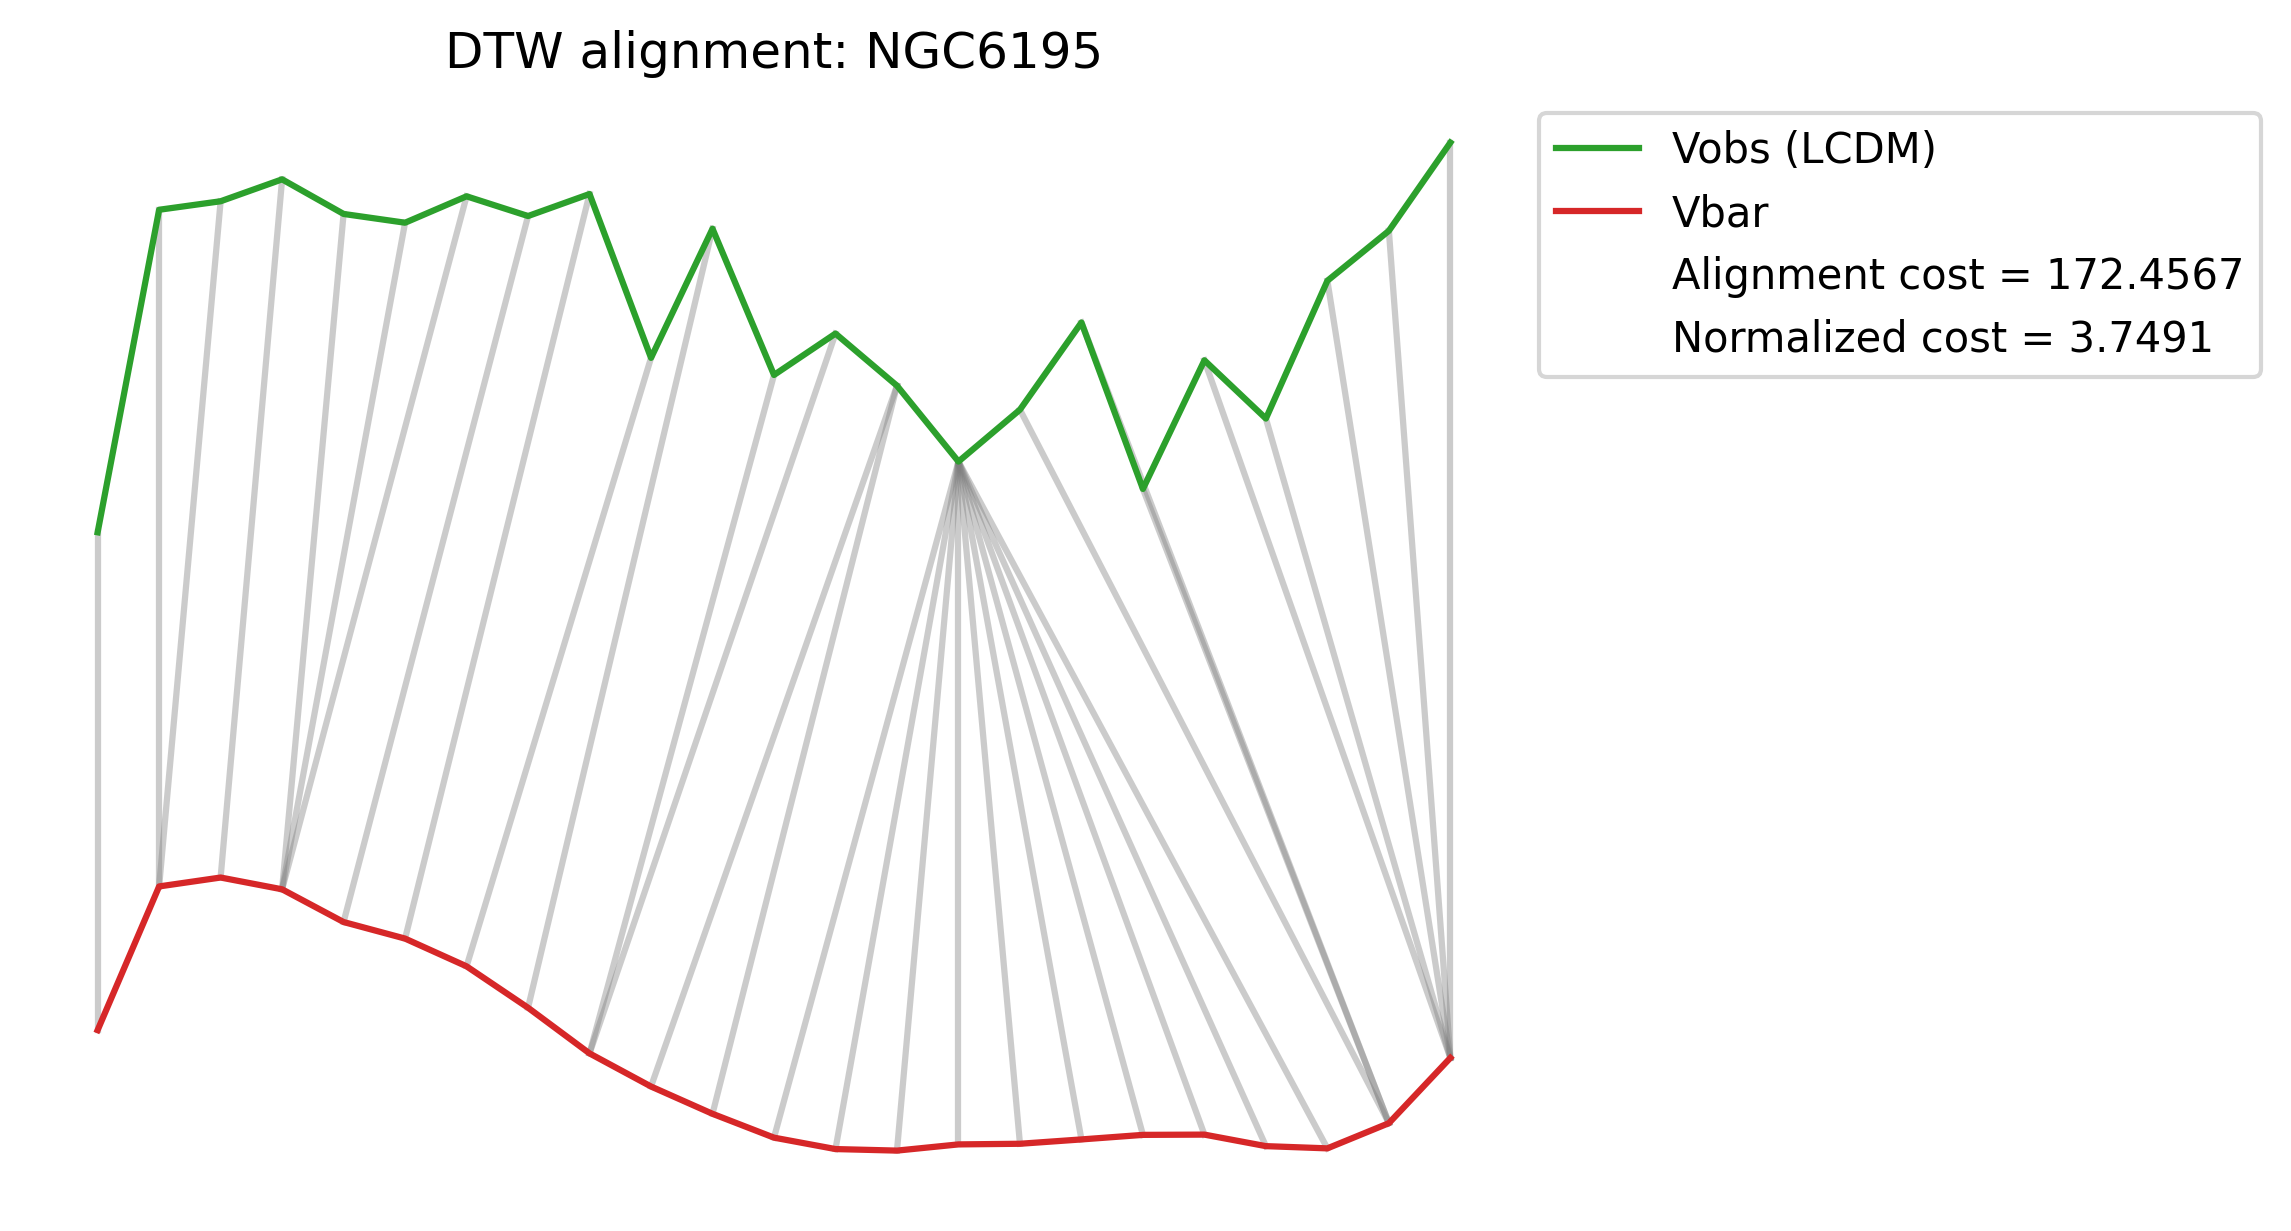 DTW alignment: NGC6195
Vobs (LCDM)
Vbar
Alignment cost = 172.4567
Normalized cost = 3.7491